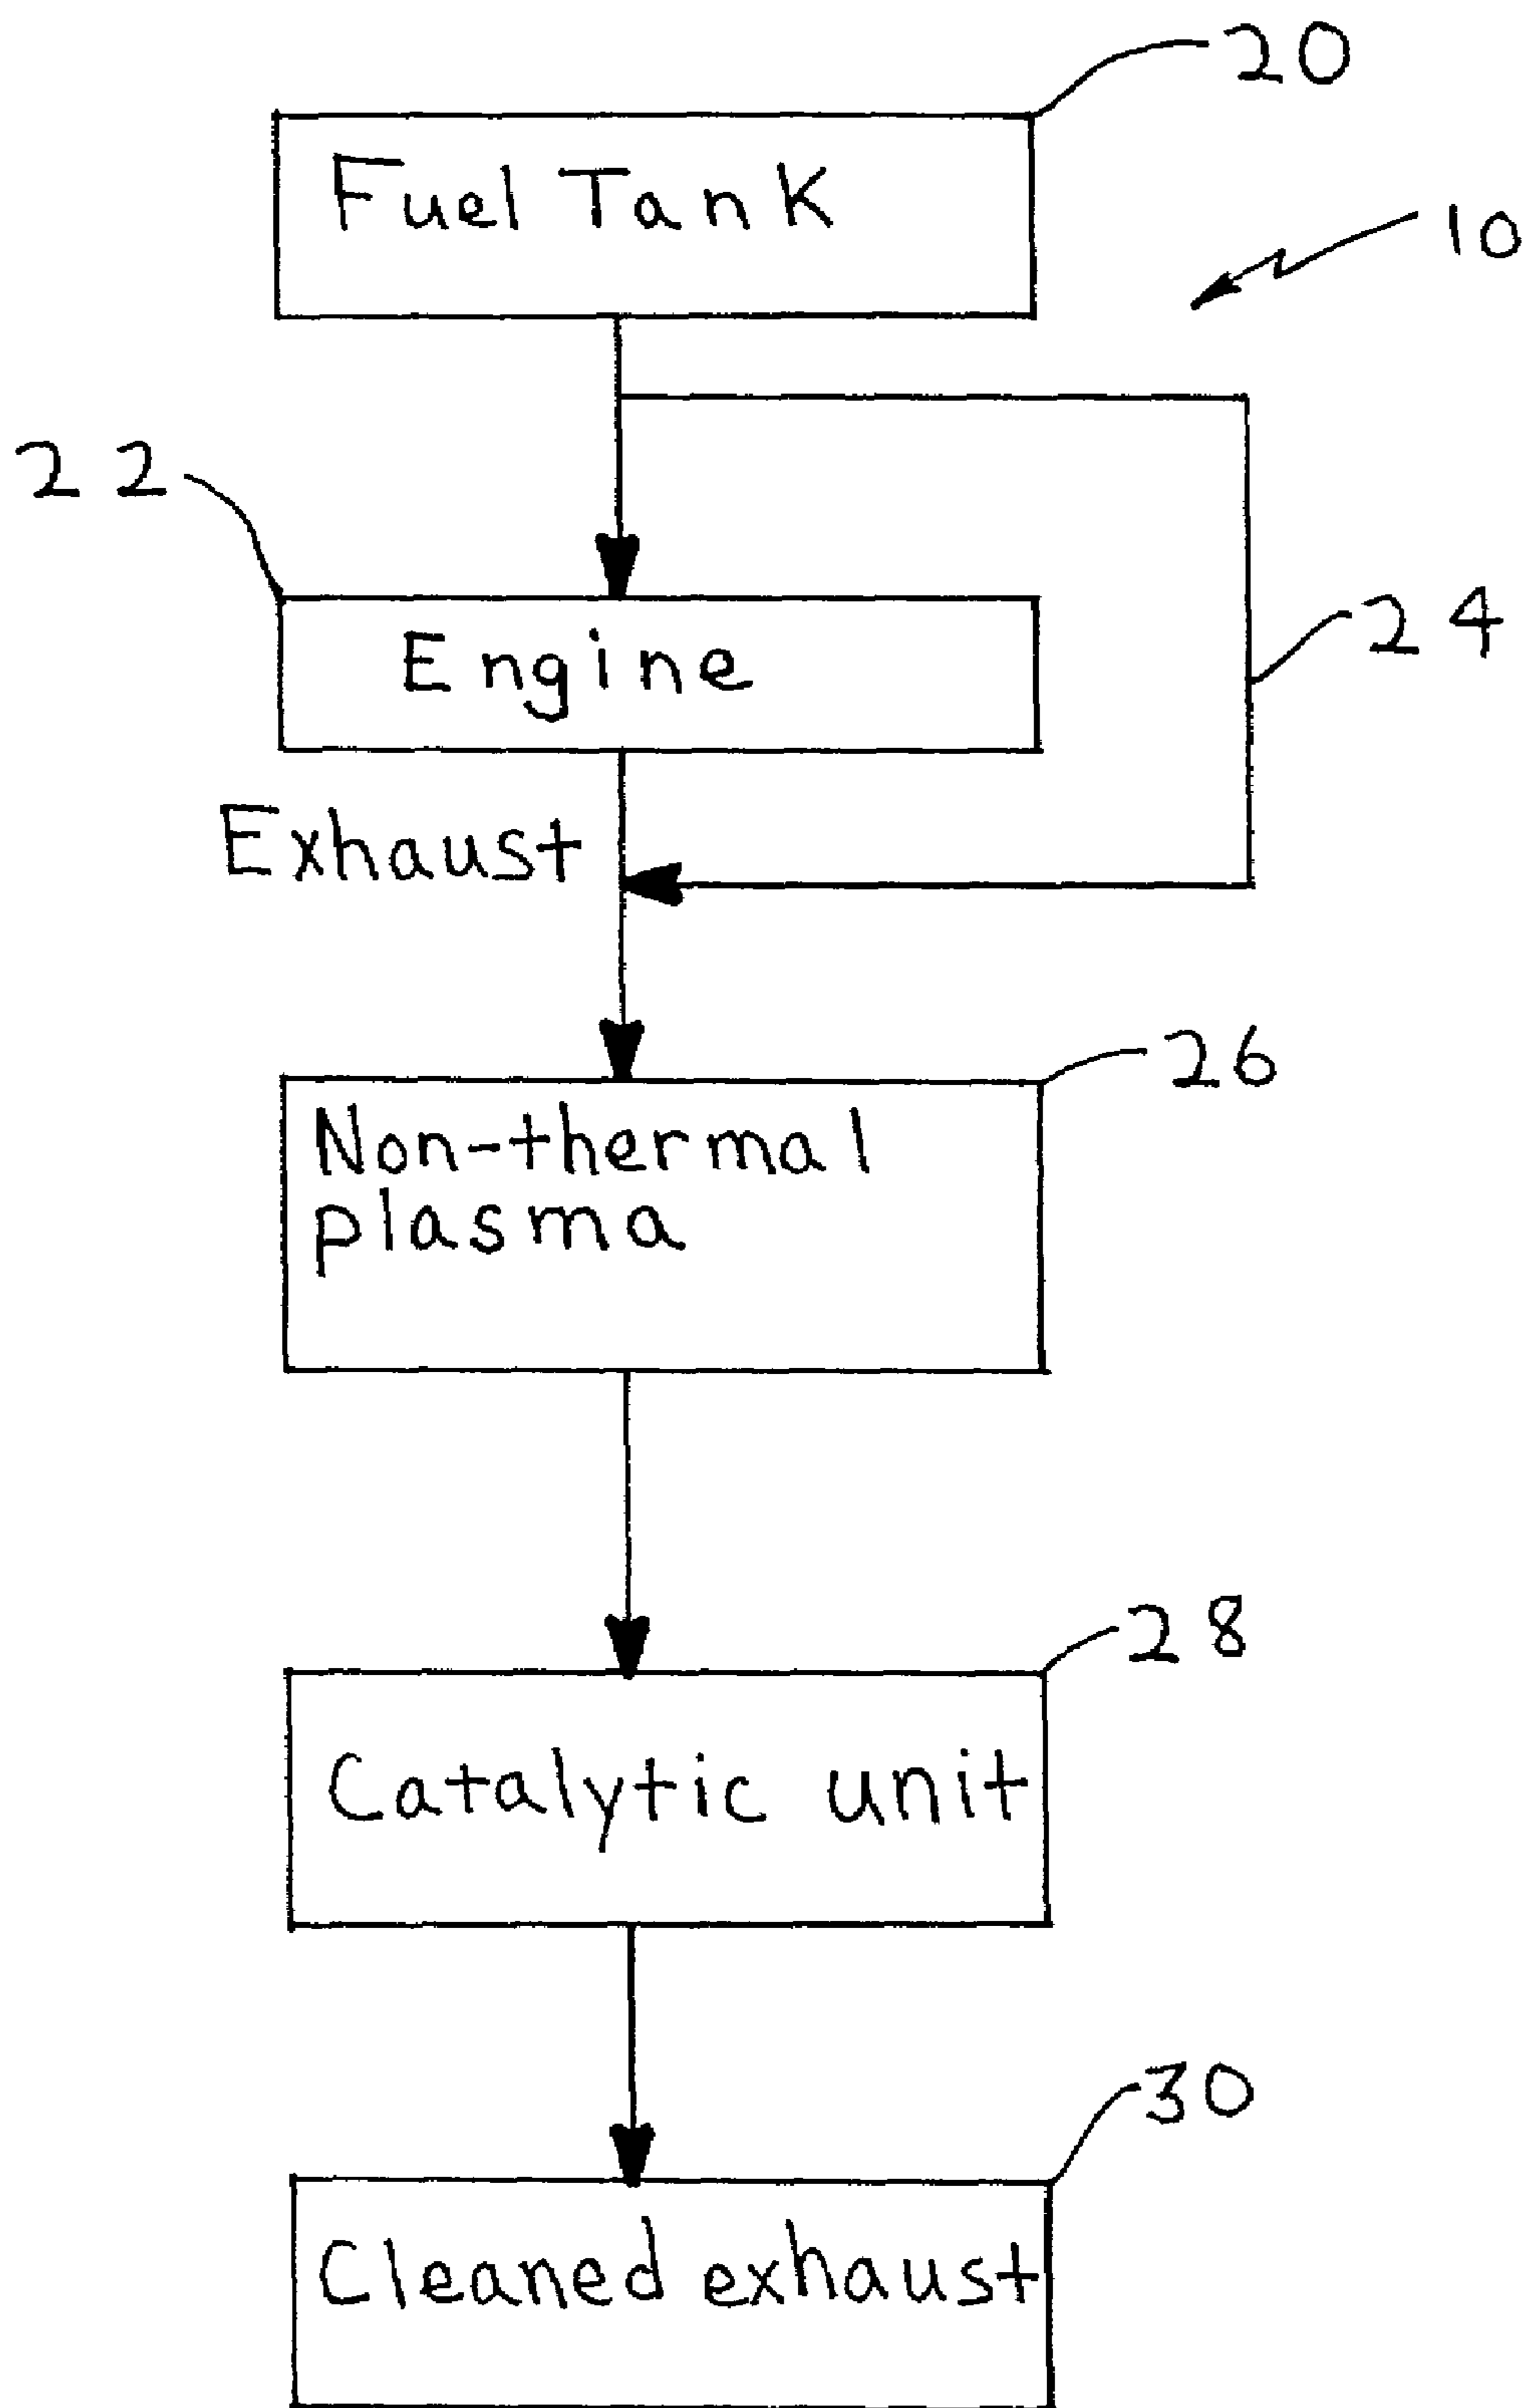 20
Fuel Tank
10
22
Engine
24
Exhaust
26
Non-thermal
plasma
28
Catalytic unit
30
Cleaned exhaust